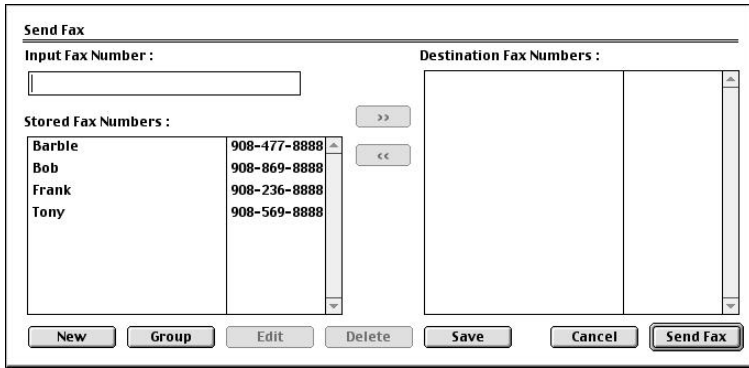 Send Fax
Input Fax Number :
Destination Fax Numbers :
>>
Stored Fax Numbers :
<<
Barbie 908-477-8888
Bob 908-869-8888
Frank 908-236-8888
Tony 908-569-8888
New Group Edit Delete Save Cancel Send Fax